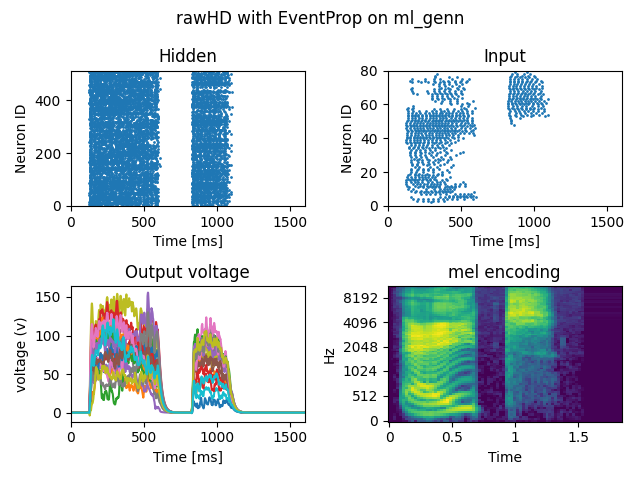 rawHD with EventProp on ml_genn
Hidden
Input
Neuron ID
400
200
0
0 500 1000 1500
Time [ms]
Neuron ID
80
60
40
20
0
0 500 1000 1500
Time [ms]
Output voltage
mel encoding
voltage (v)
150
100
50
0
0 500 1000 1500
Time [ms]
Hz
8192
4096
2048
1024
512
0
0 0.5 1 1.5
Time